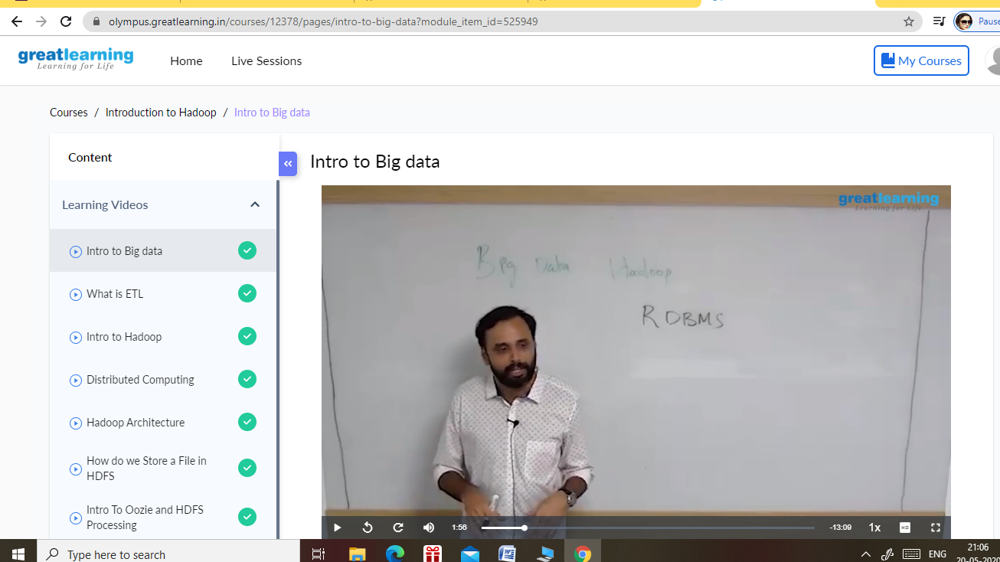 olympus.greatlearning.in/courses/12378/pages/intro-to-big-data?module_item_id=525949
greatlearning
Learning for Life
Home
Live Sessions
My Courses
Courses / Introduction to Hadoop / Intro to Big data
Content
Learning Videos
Intro to Big data
What is ETL
Intro to Hadoop
Distributed Computing
Hadoop Architecture
How do we Store a File in
HDFS
Intro To Oozie and HDFS
Processing
Intro to Big data
greatlearning
Learning for Life
Big Data Hadoop
RDBMS
1:56
-13:09
1x
HD
Type here to search
ENG
21:06
20-05-2020